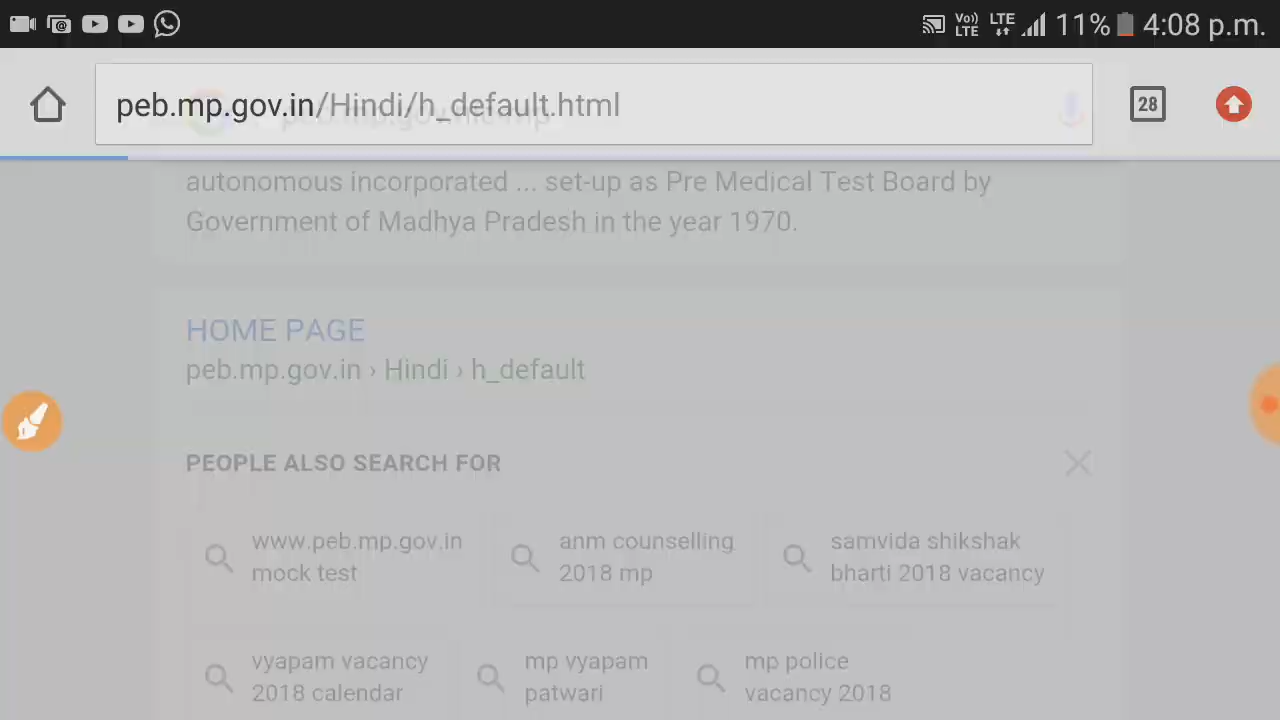 Vo)) LTE LTE 11% 4:08 p.m.
peb.mp.gov.in/Hindi/h_default.html 28
autonomous incorporated ... set-up as Pre Medical Test Board by
Government of Madhya Pradesh in the year 1970.
HOME PAGE
peb.mp.gov.in › Hindi › h_default
PEOPLE ALSO SEARCH FOR
www.peb.mp.gov.in
mock test
anm counselling
2018 mp
samvida shikshak
bharti 2018 vacancy
vyapam vacancy
2018 calendar
mp vyapam
patwari
mp police
vacancy 2018